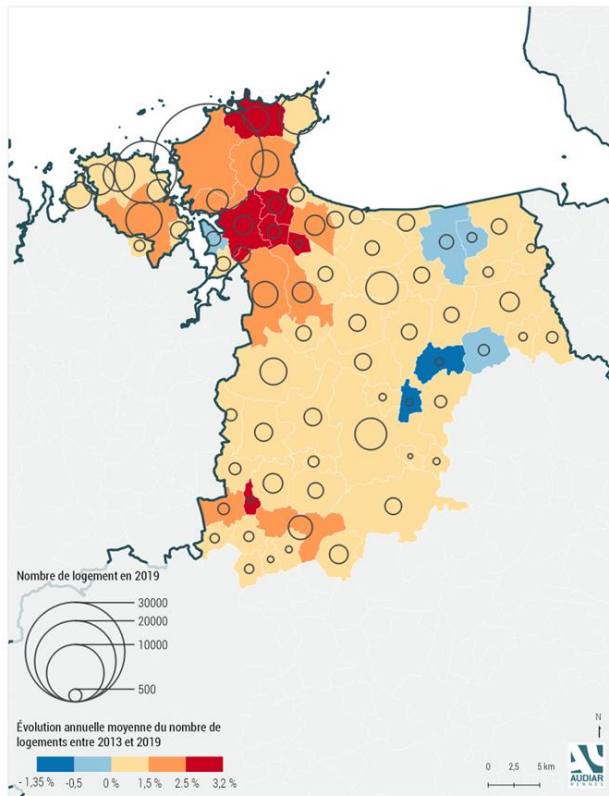 Nombre de logement en 2019
30000
20000
10000
500
Évolution annuelle moyenne du nombre de
logements entre 2013 et 2019
- 1,35% -0,5 0% 1,5% 2.5% 3,2%
N
0 2,5 5 km
AUDIAR
RENNES